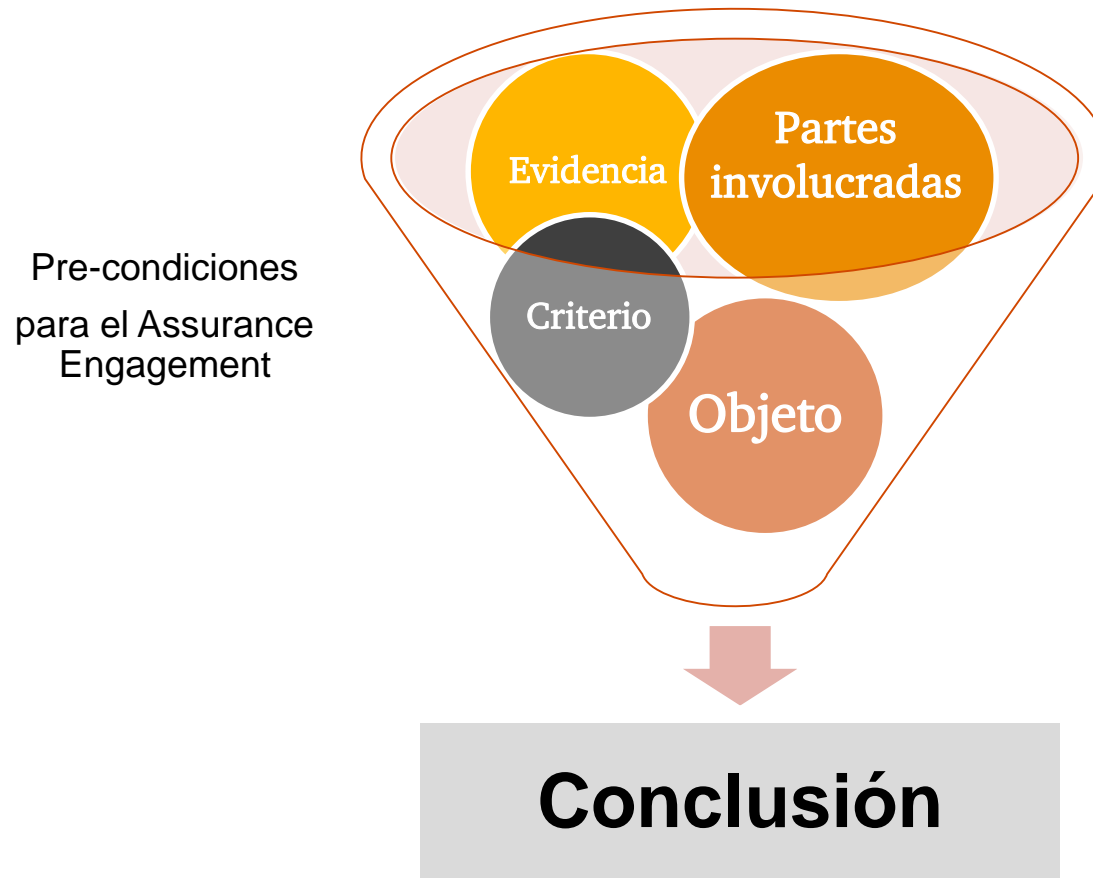 Partes
involucradas
Evidencia
Pre-condiciones
para el Assurance
Engagement
Criterio
Objeto
Conclusión